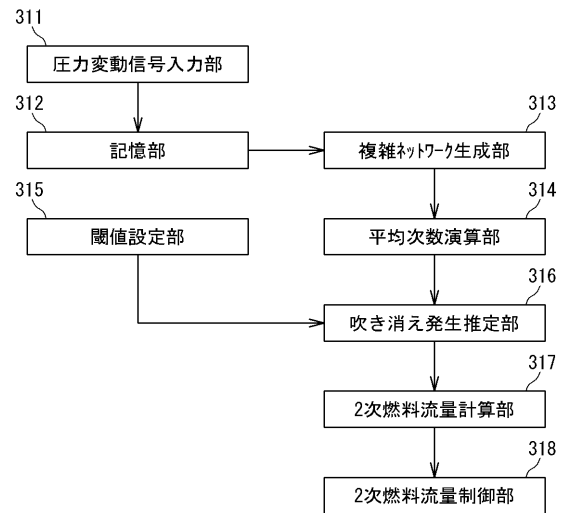 311
圧力変動信号入力部
312
記憶部
313
複雑ネットワーク生成部
314
平均次数演算部
315
閾値設定部
316
吹き消え発生推定部
317
2次燃料流量計算部
318
2次燃料流量制御部